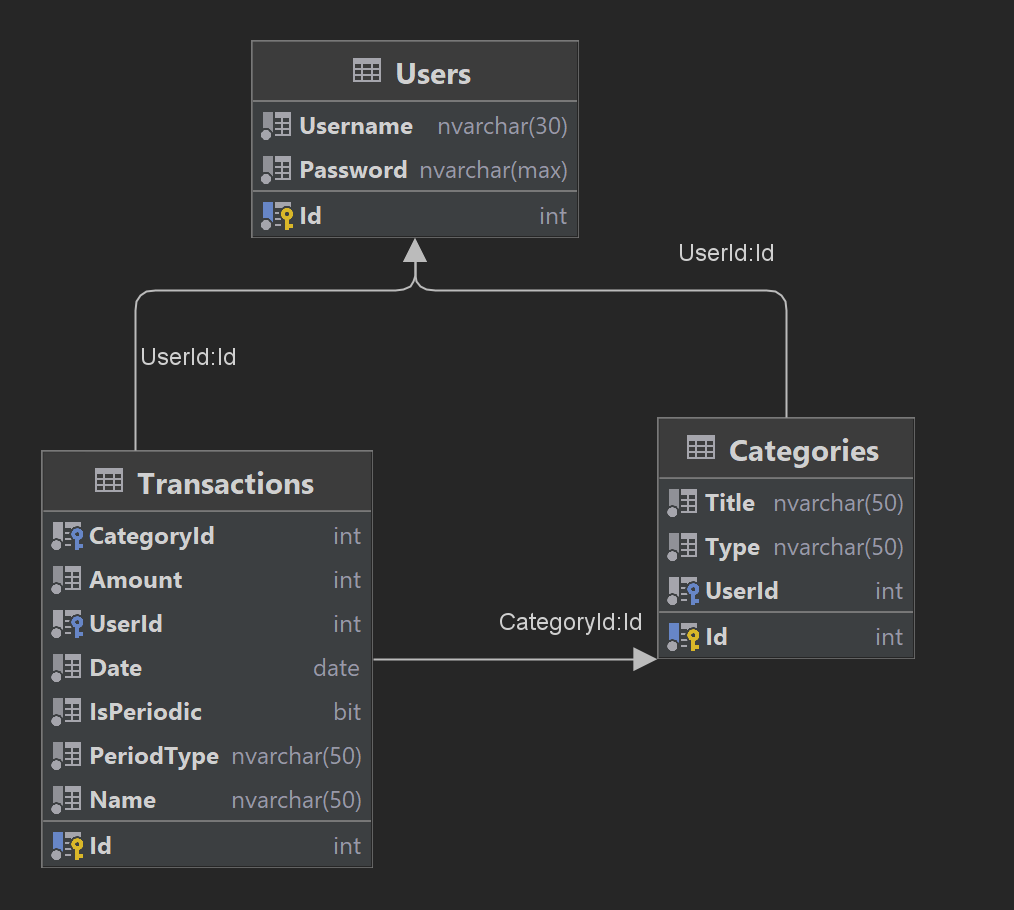 Users
Username nvarchar(30)
Password nvarchar(max)
Id int
UserId:Id
UserId:Id
Transactions
CategoryId int
Amount int
UserId int
Date date
IsPeriodic bit
PeriodType nvarchar(50)
Name nvarchar(50)
Id int
CategoryId:Id
Categories
Title nvarchar(50)
Type nvarchar(50)
UserId int
Id int